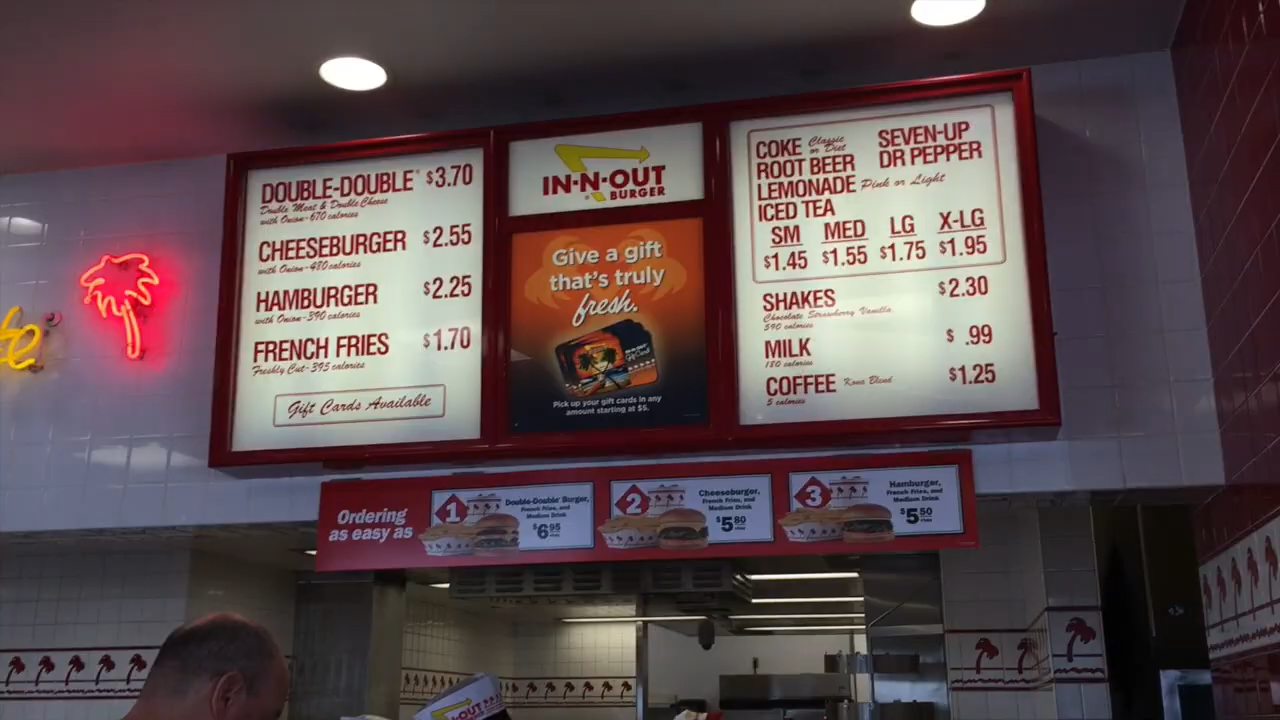 DOUBLE-DOUBLE® $3.70
Double Meat & Double Cheese
with Onion-670 calories
CHEESEBURGER $2.55
with Onion-480 calories
HAMBURGER $2.25
with Onion-390 calories
FRENCH FRIES $1.70
Freshly Cut-395 calories
Gift Cards Available
IN-N-OUT
BURGER
Give a gift
that's truly
fresh.
IN-N-OUT
Gift Card
Pick up your gift cards in any
amount starting at $5.
COKE Classic or Diet SEVEN-UP
ROOT BEER DR PEPPER
LEMONADE Pink or Light
ICED TEA
SM MED LG X-LG
$1.45 $1.55 $1.75 $1.95
SHAKES $2.30
Chocolate Strawberry Vanilla
590 calories
MILK $ .99
180 calories
COFFEE Kona Blend $1.25
5 calories
Ordering
as easy as
1
Double-Double® Burger,
French Fries, and
Medium Drink
$6.95
2
Cheeseburger,
French Fries, and
Medium Drink
$5.80
3
Hamburger,
French Fries, and
Medium Drink
$5.50
IN-N-OUT